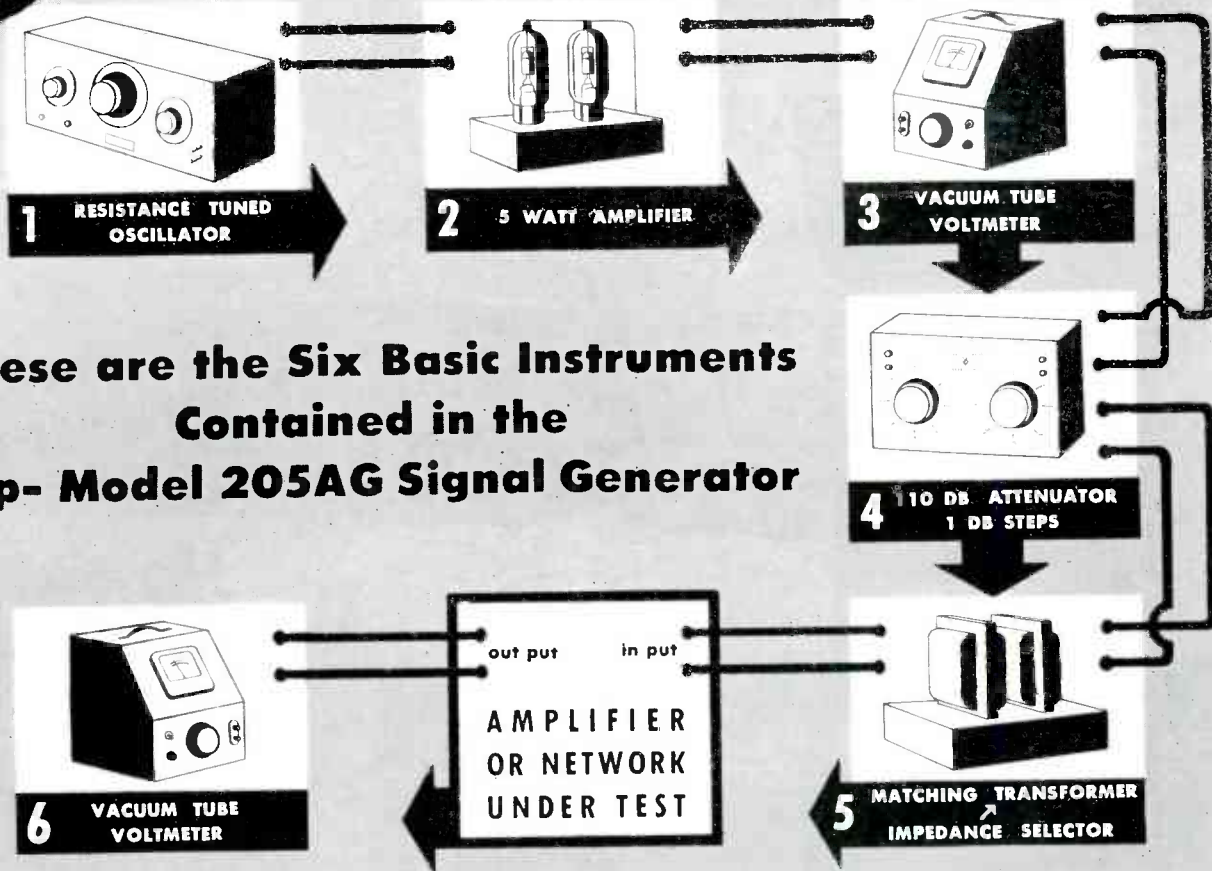 1 RESISTANCE TUNED
OSCILLATOR
2 5 WATT AMPLIFIER
3 VACUUM TUBE
VOLTMETER
ese are the Six Basic Instruments
Contained in the
p- Model 205AG Signal Generator
4 110 DB. ATTENUATOR
1 DB STEPS
out put in put
AMPLIFIER
OR NETWORK
UNDER TEST
5 MATCHING TRANSFORMER
IMPEDANCE SELECTOR
6 VACUUM TUBE
VOLTMETER